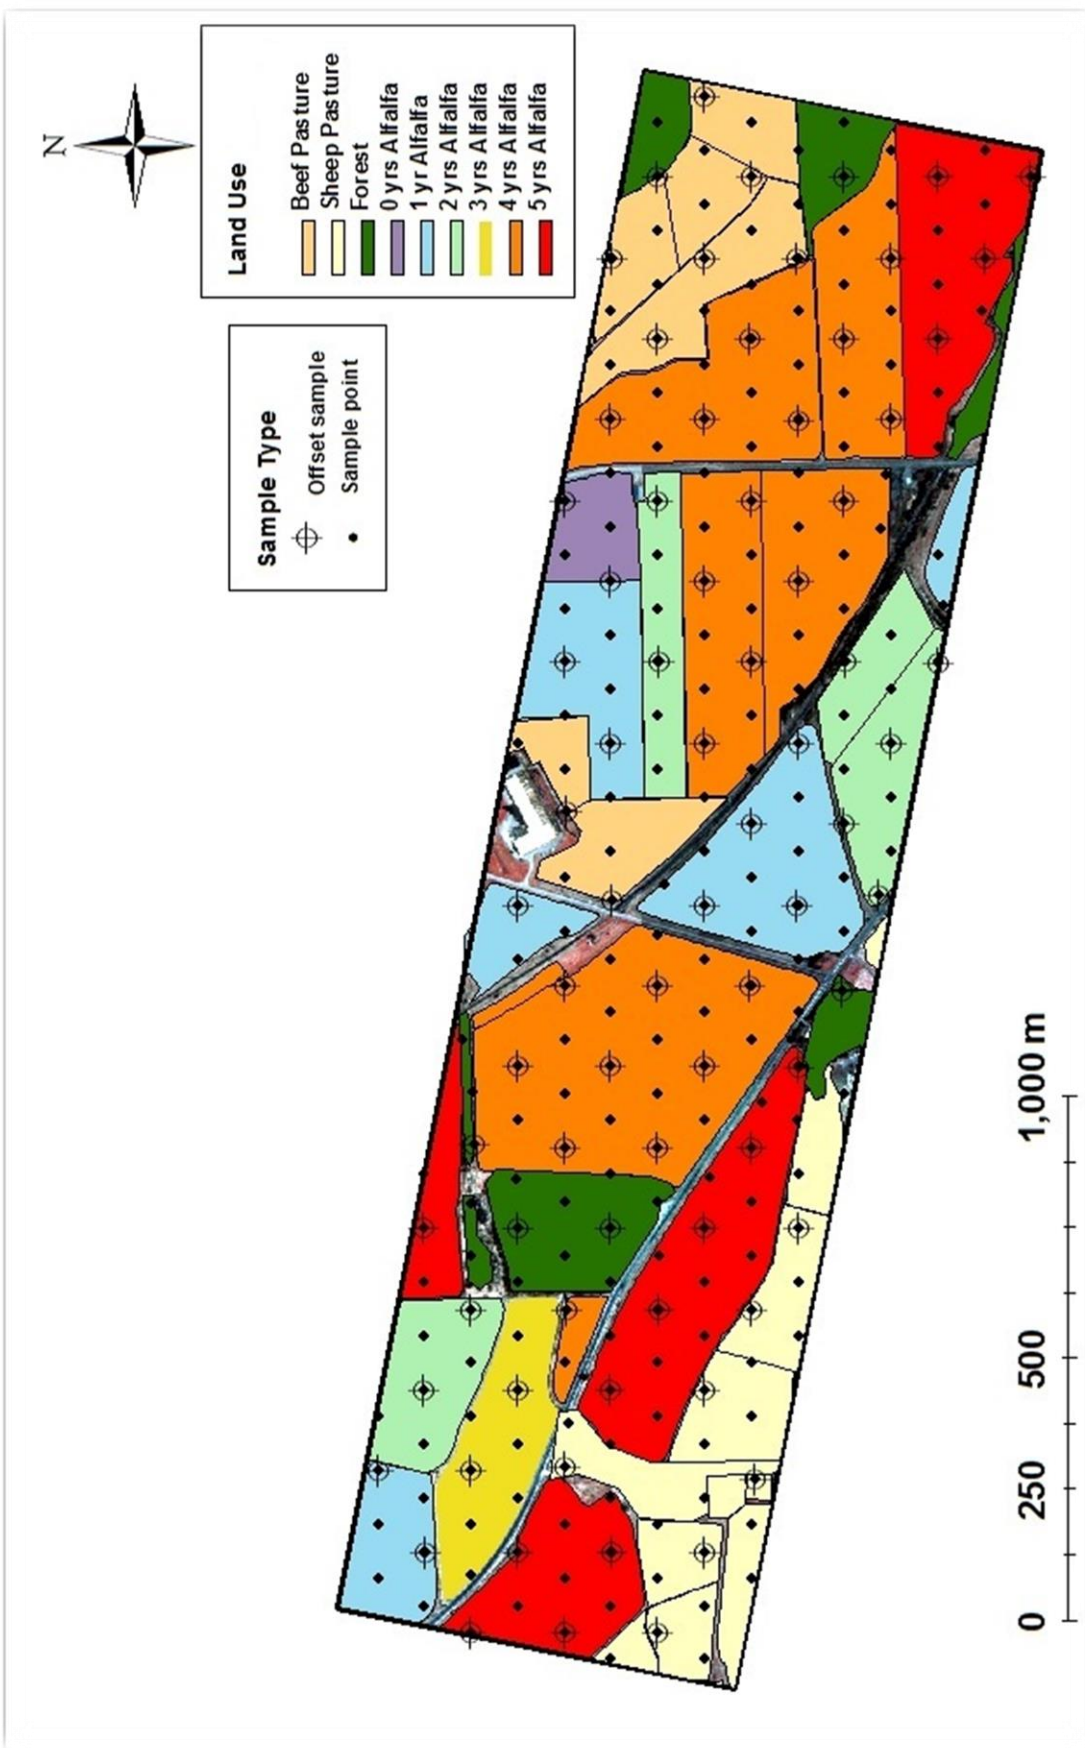 N
Land Use
Beef Pasture
Sheep Pasture
Forest
0 yrs Alfalfa
1 yr Alfalfa
2 yrs Alfalfa
3 yrs Alfalfa
4 yrs Alfalfa
5 yrs Alfalfa
Sample Type
Offset sample
Sample point
0 250 500 1,000 m